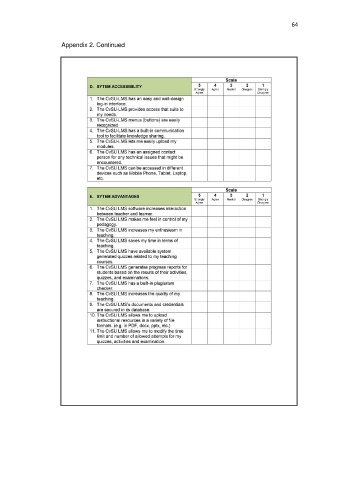 64
Appendix 2. Continued
D. SYTEM ACCESSIBILITY
Scale
5 4 3 2 1
Strongly Agree Agree Neutral Disagree Strongly Disagree
1. The CvSU-LMS has an easy and well-design
log-in interface.
2. The CvSU-LMS provides access that suits to
my needs.
3. The CvSU-LMS menus (buttons) are easily
recognized
4. The CvSU-LMS has a built-in communication
tool to facilitate knowledge sharing.
5. The CvSU-LMS lets me easily upload my
modules.
6. The CvSU-LMS has an assigned contact
person for any technical issues that might be
encountered.
7. The CvSU-LMS can be accessed in different
devices such as Mobile Phone, Tablet, Laptop,
etc.
E. SYTEM ADVANTAGES
Scale
5 4 3 2 1
Strongly Agree Agree Neutral Disagree Strongly Disagree
1. The CvSU LMS software increases interaction
between teacher and learner
2. The CvSU LMS makes me feel in control of my
pedagogy.
3. The CvSU LMS increases my enthusiasm in
teaching.
4. The CvSU LMS saves my time in terms of
teaching.
5. The CvSU LMS have available system
generated quizzes related to my teaching
courses.
6. The CvSU LMS generates progress reports for
students based on the results of their activities,
quizzes, and examinations.
7. The CvSU LMS has a built-in plagiarism
checker.
8. The CvSU LMS increases the quality of my
teaching
9. The CvSU LMS's documents and credentials
are secured in its database.
10. The CvSU LMS allows me to upload
instructional resources in a variety of file
formats. (e.g. in PDF, docx, pptx, etc.)
11. The CvSU LMS allows me to modify the time
limit and number of allowed attempts for my
quizzes, activities and examination.